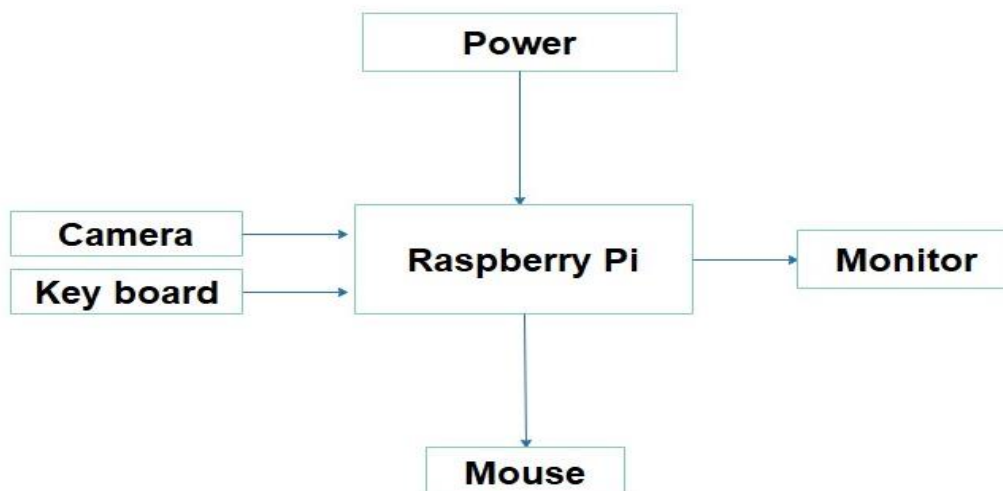 Power
Camera
Key board
Raspberry Pi
Monitor
Mouse